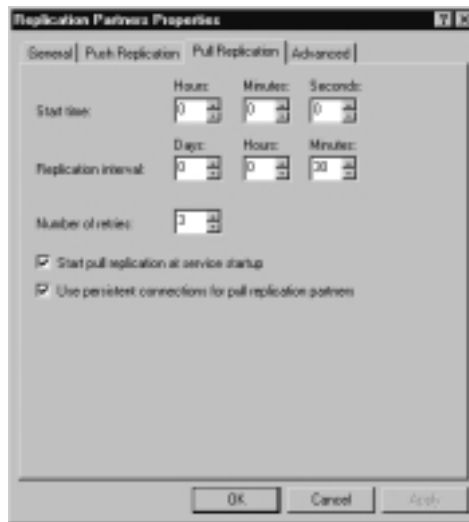 Replication Partners Properties
General Push Replication Pull Replication Advanced
Hours: Minutes: Seconds:
Start time: 0 0 0
Days: Hours: Minutes:
Replication interval: 0 0 30
Number of retries: 3
Start pull replication at service startup
Use persistent connections for pull replication partners
OK Cancel Apply